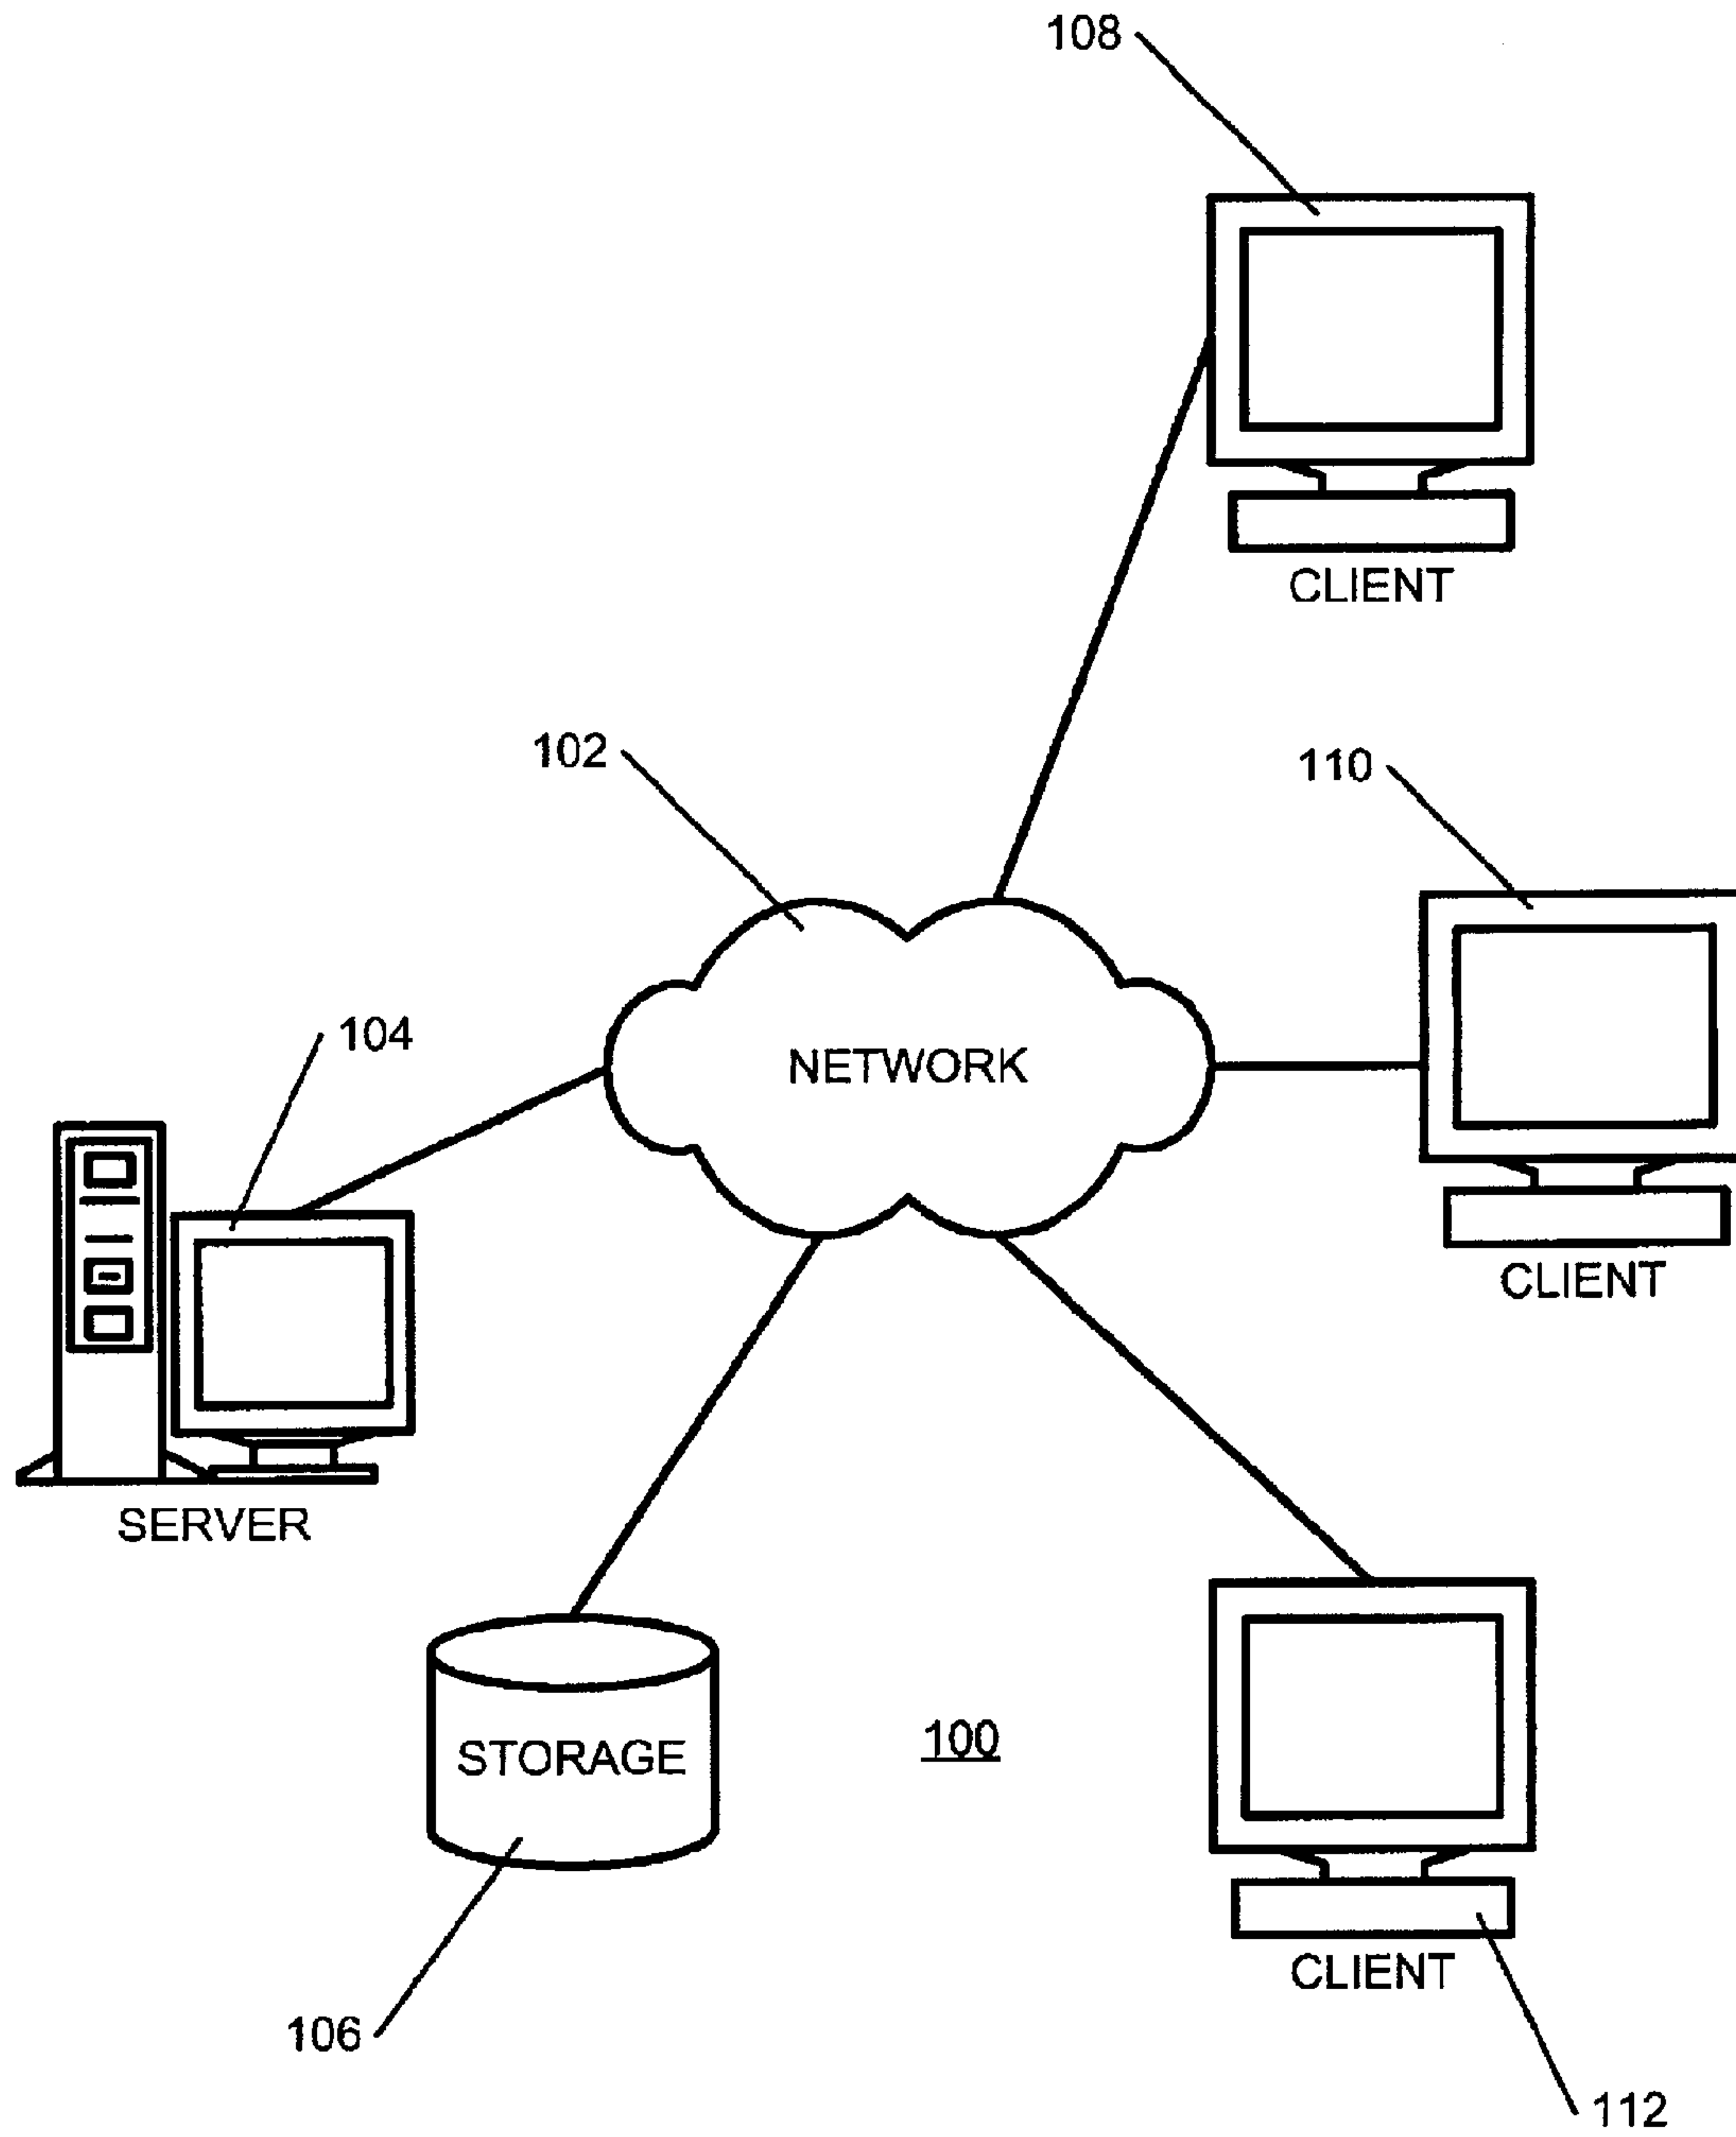 108
CLIENT
102
110
104
NETWORK
CLIENT
SERVER
STORAGE
100
CLIENT
106
112